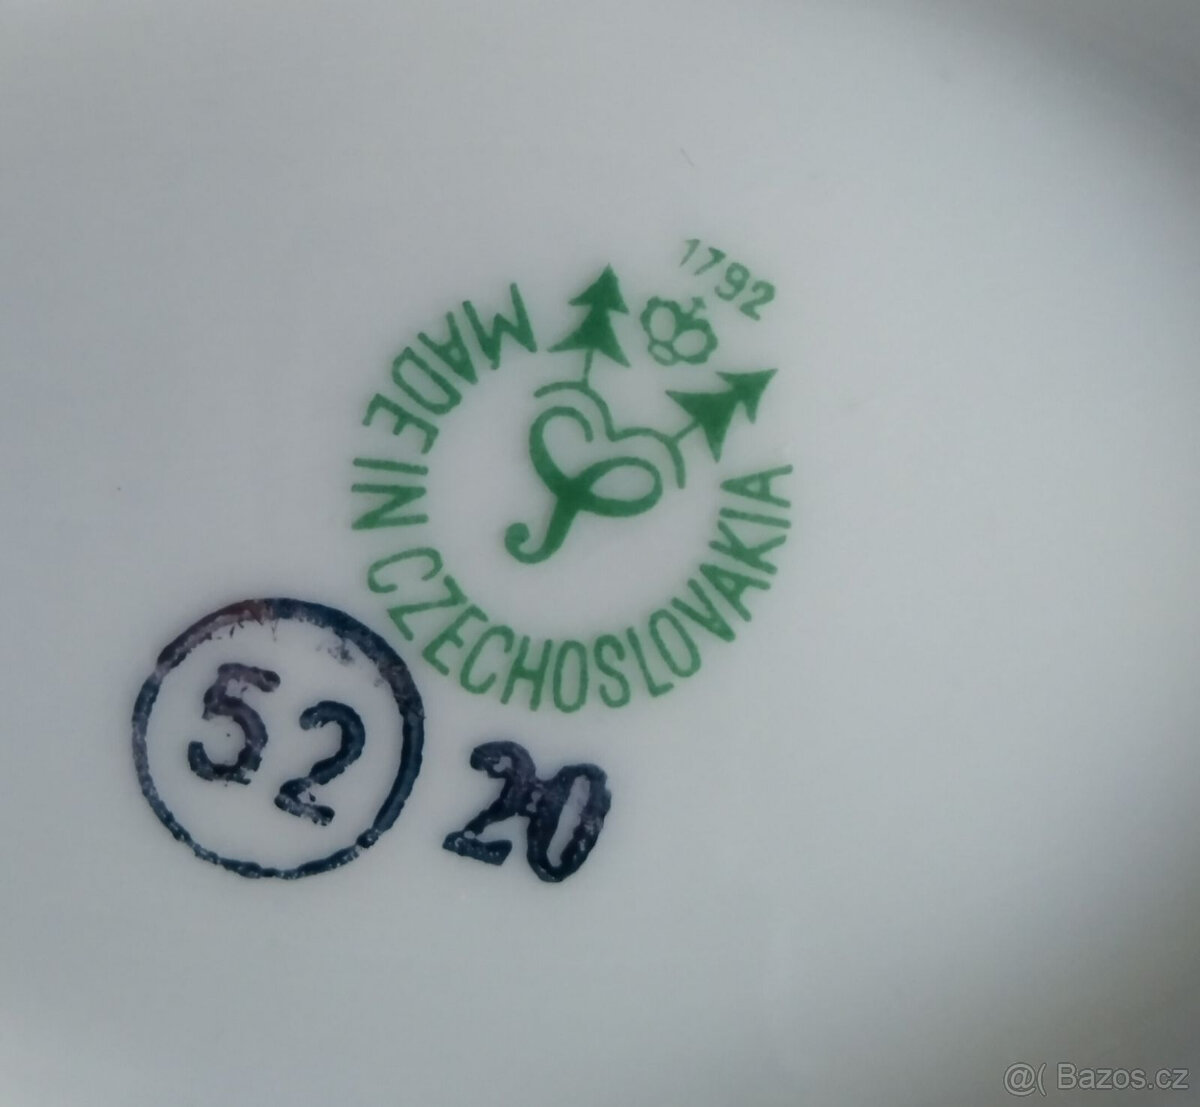 1792
MADE IN CZECHOSLOVAKIA
S
52
20
@( Bazos.cz